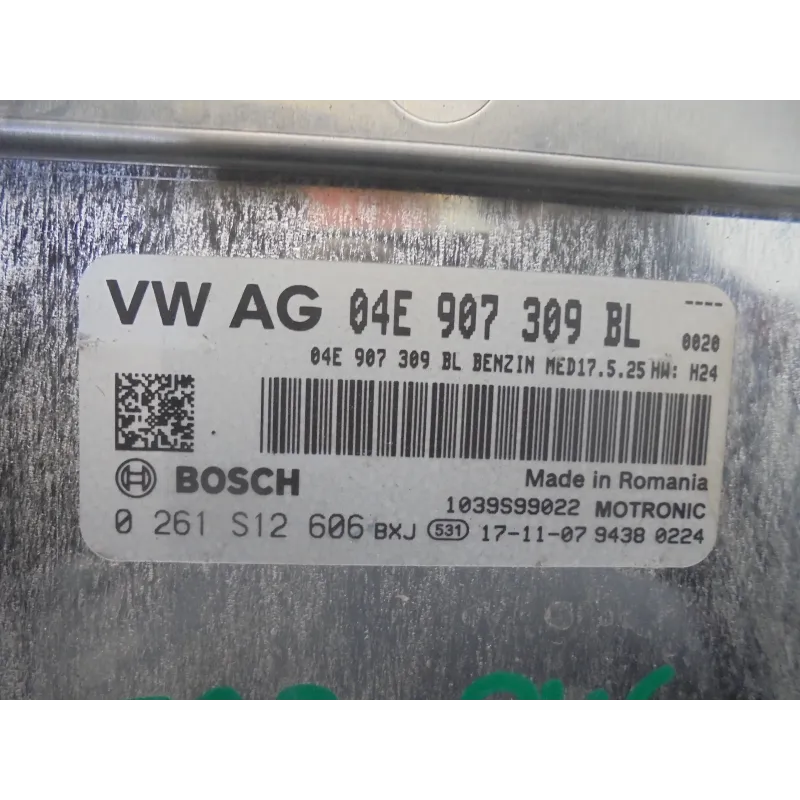 VW AG 04E 907 309 BL ----
0020
04E 907 309 BL BENZIN MED17.5.25 HW: H24
BOSCH
Made in Romania
1039S99022 MOTRONIC
0 261 S12 606 BXJ 531 17-11-07 9438 0224